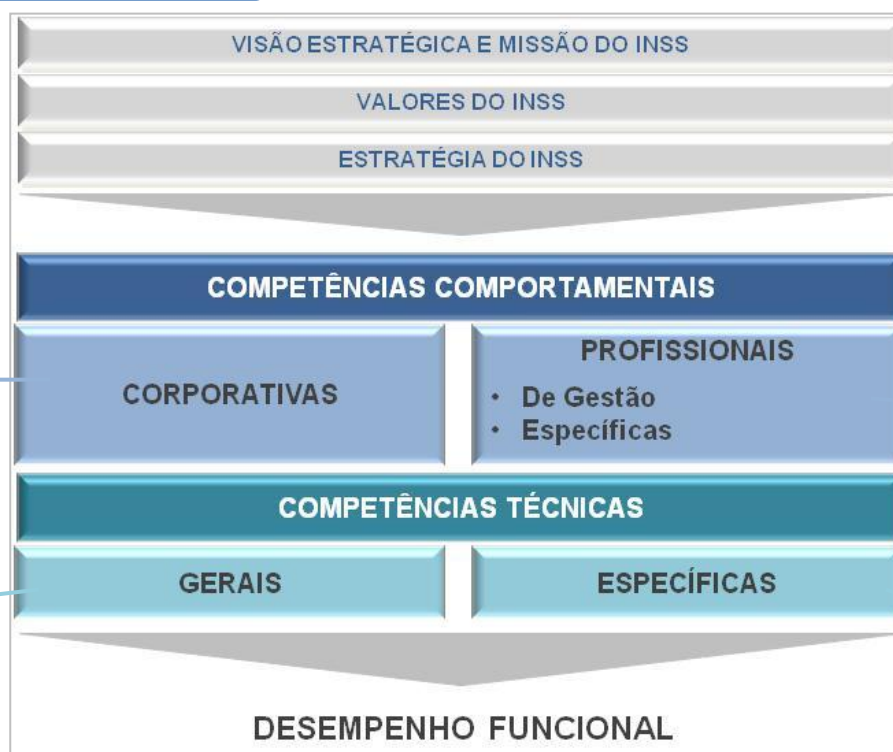 VISÃO ESTRATÉGICA E MISSÃO DO INSS
VALORES DO INSS
ESTRATÉGIA DO INSS
COMPETÊNCIAS COMPORTAMENTAIS
CORPORATIVAS
PROFISSIONAIS
• De Gestão
• Específicas
COMPETÊNCIAS TÉCNICAS
GERAIS
ESPECÍFICAS
DESEMPENHO FUNCIONAL